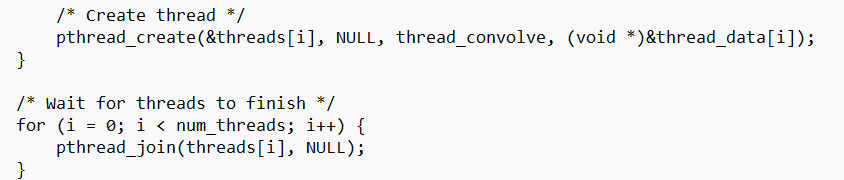 /* Create thread */
pthread_create(&threads[i], NULL, thread_convolve, (void *)&thread_data[i]);
}
/* Wait for threads to finish */
for (i = 0; i < num_threads; i++) {
pthread_join(threads[i], NULL);
}